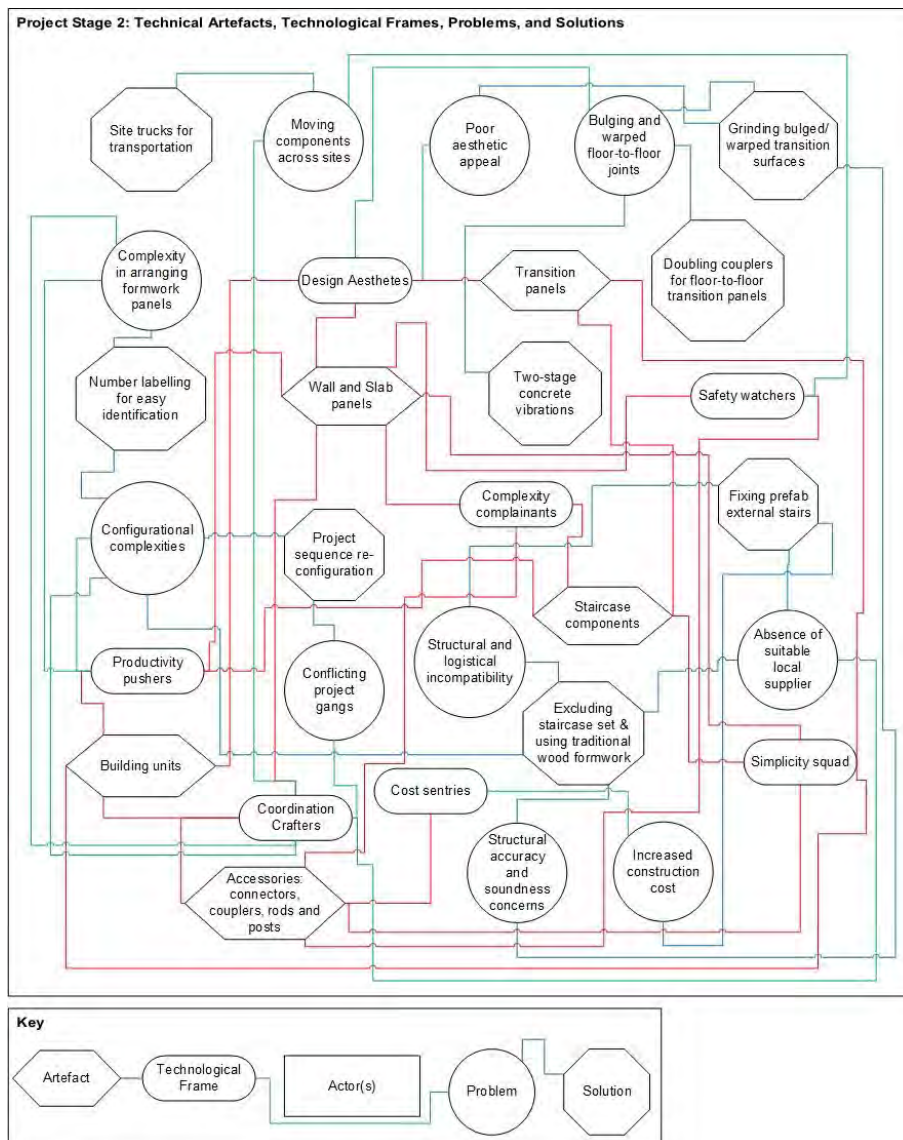 Project Stage 2: Technical Artefacts, Technological Frames, Problems, and Solutions
Site trucks for
transportation
Moving
components
across sites
Poor
aesthetic
appeal
Bulging and
warped
floor-to-floor
joints
Grinding bulged/
warped transition
surfaces
Complexity
in arranging
formwork
panels
Design Aesthetes
Transition
panels
Doubling couplers
for floor-to-floor
transition panels
Number labelling
for easy
identification
Wall and Slab
panels
Two-stage
concrete
vibrations
Safety watchers
Configurational
complexities
Project
sequence re-
configuration
Complexity
complainants
Fixing prefab
external stairs
Staircase
components
Productivity
pushers
Conflicting
project
gangs
Structural and
logistical
incompatibility
Absence of
suitable
local
supplier
Excluding
staircase set &
using traditional
wood formwork
Building units
Simplicity squad
Coordination
Crafters
Cost sentries
Accessories:
connectors,
couplers, rods and
posts
Structural
accuracy
and
soundness
concerns
Increased
construction
cost
Key
Artefact
Technological
Frame
Actor(s)
Problem
Solution